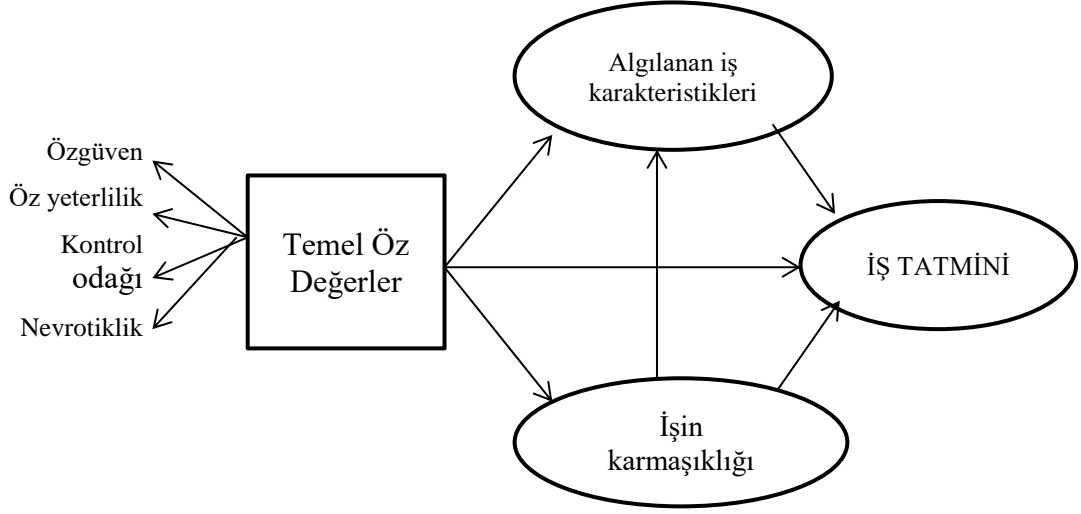 Algılanan iş
karakteristikleri
Özgüven
Öz yeterlilik
Kontrol
odağı
Nevrotiklik
Temel Öz
Değerler
İŞ TATMİNİ
İşin
karmaşıklığı